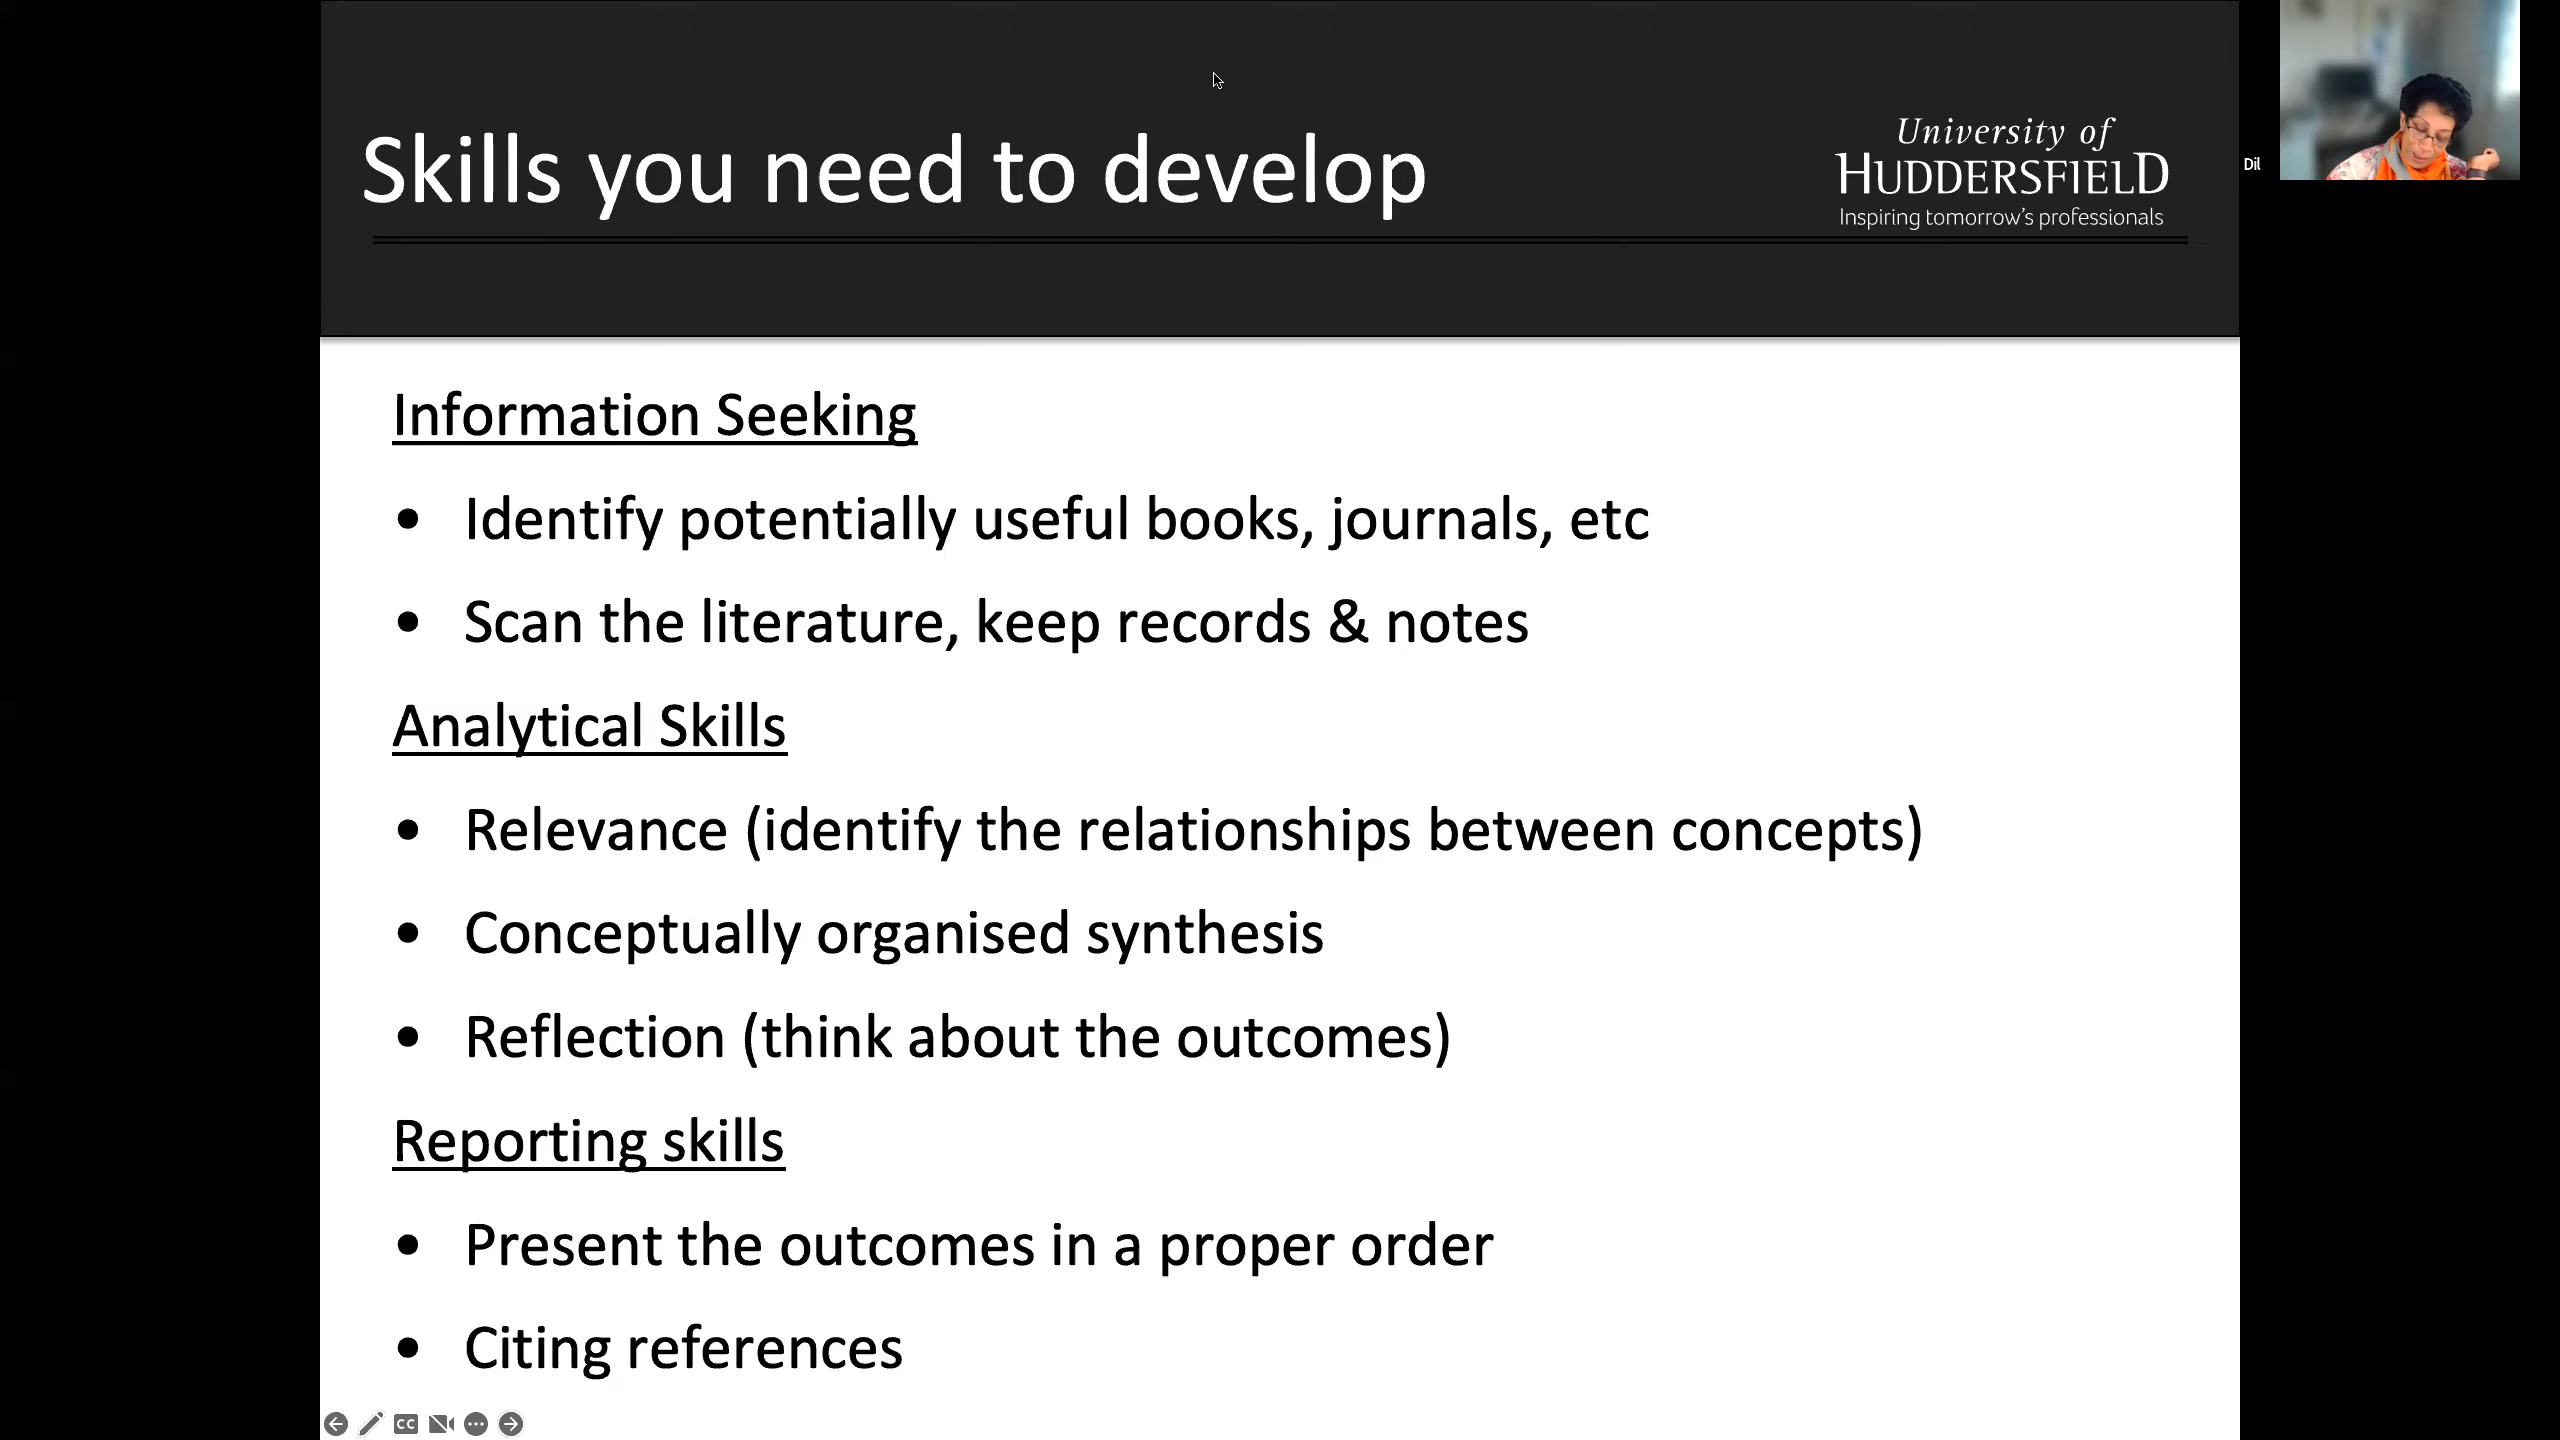 Skills you need to develop
University of
HUDDERSFIELD
Inspiring tomorrow's professionals
Dil
Information Seeking
• Identify potentially useful books, journals, etc
• Scan the literature, keep records & notes
Analytical Skills
• Relevance (identify the relationships between concepts)
• Conceptually organised synthesis
• Reflection (think about the outcomes)
Reporting skills
• Present the outcomes in a proper order
• Citing references
CC